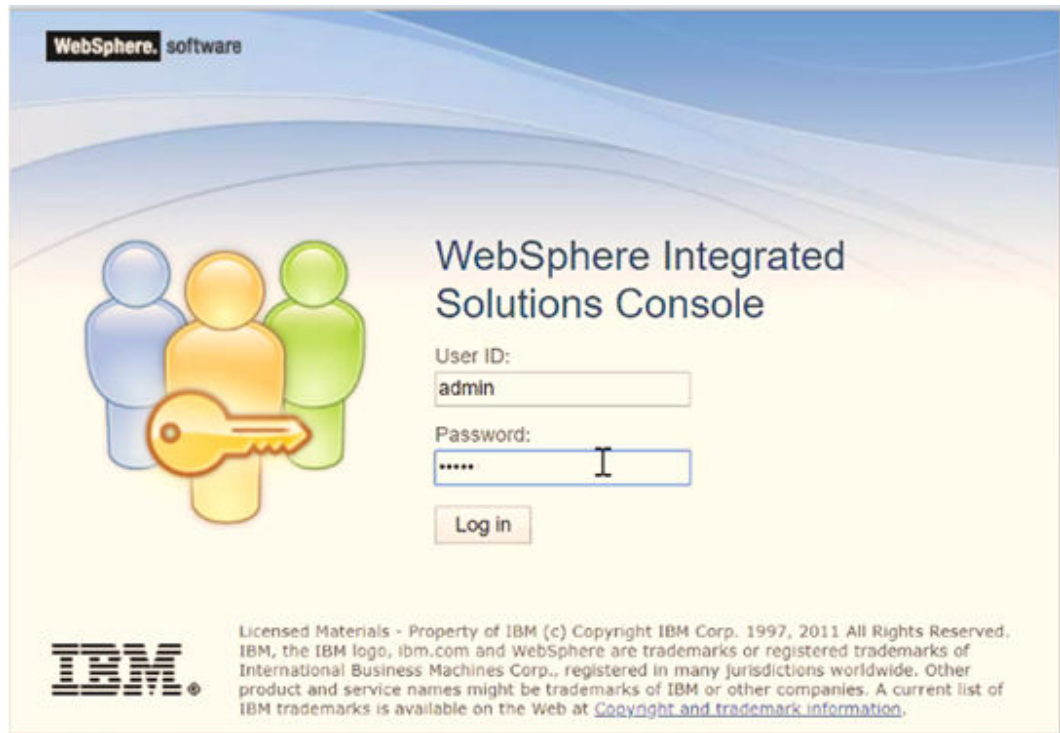 WebSphere. software
WebSphere Integrated
Solutions Console
User ID:
admin
Password:
•••••
Log in
Licensed Materials - Property of IBM (c) Copyright IBM Corp. 1997, 2011 All Rights Reserved.
IBM, the IBM logo, ibm.com and WebSphere are trademarks or registered trademarks of
International Business Machines Corp., registered in many jurisdictions worldwide. Other
product and service names might be trademarks of IBM or other companies. A current list of
IBM trademarks is available on the Web at Copyright and trademark information.
IBM®